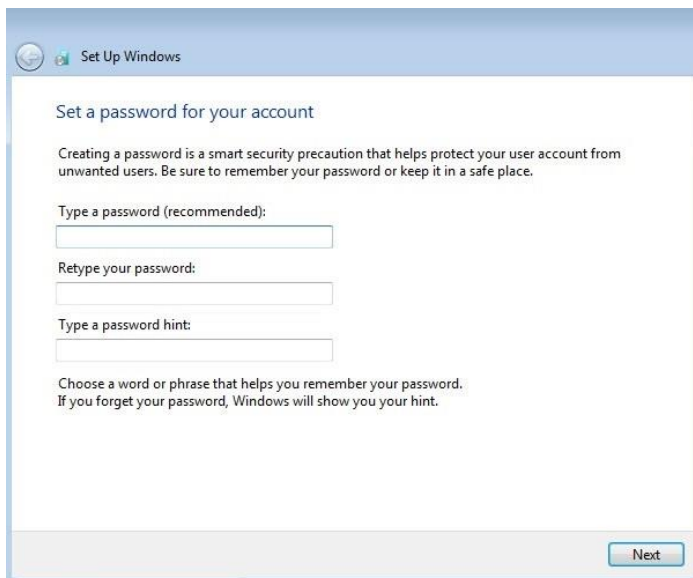 Set Up Windows
Set a password for your account
Creating a password is a smart security precaution that helps protect your user account from
unwanted users. Be sure to remember your password or keep it in a safe place.
Type a password (recommended):
Retype your password:
Type a password hint:
Choose a word or phrase that helps you remember your password.
If you forget your password, Windows will show you your hint.
Next